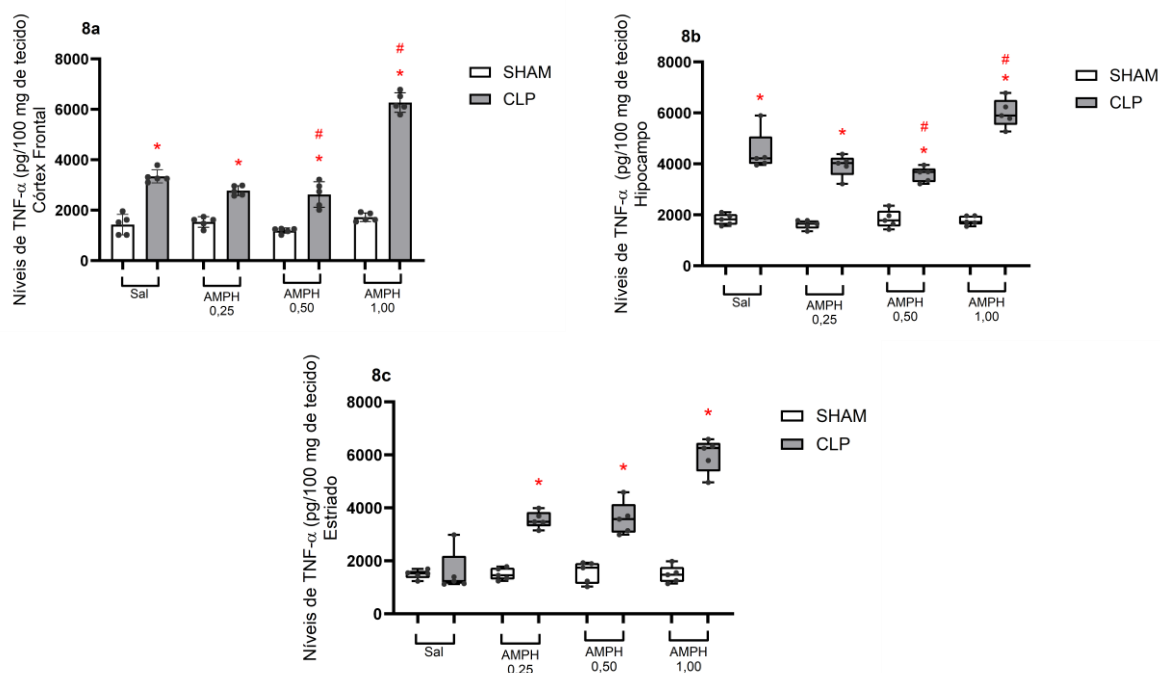 8a
Níveis de TNF-α (pg/100 mg de tecido)
Córtex Frontal
8000
6000
4000
2000
0
*
*
#
*
#
*
SHAM
CLP
Sal
AMPH
0,25
AMPH
0,50
AMPH
1,00
8b
Níveis de TNF-α (pg/100 mg de tecido)
Hipocampo
8000
6000
4000
2000
0
*
*
#
*
#
*
SHAM
CLP
Sal
AMPH
0,25
AMPH
0,50
AMPH
1,00
8c
Níveis de TNF-α (pg/100 mg de tecido)
Estriado
8000
6000
4000
2000
0
*
*
*
SHAM
CLP
Sal
AMPH
0,25
AMPH
0,50
AMPH
1,00